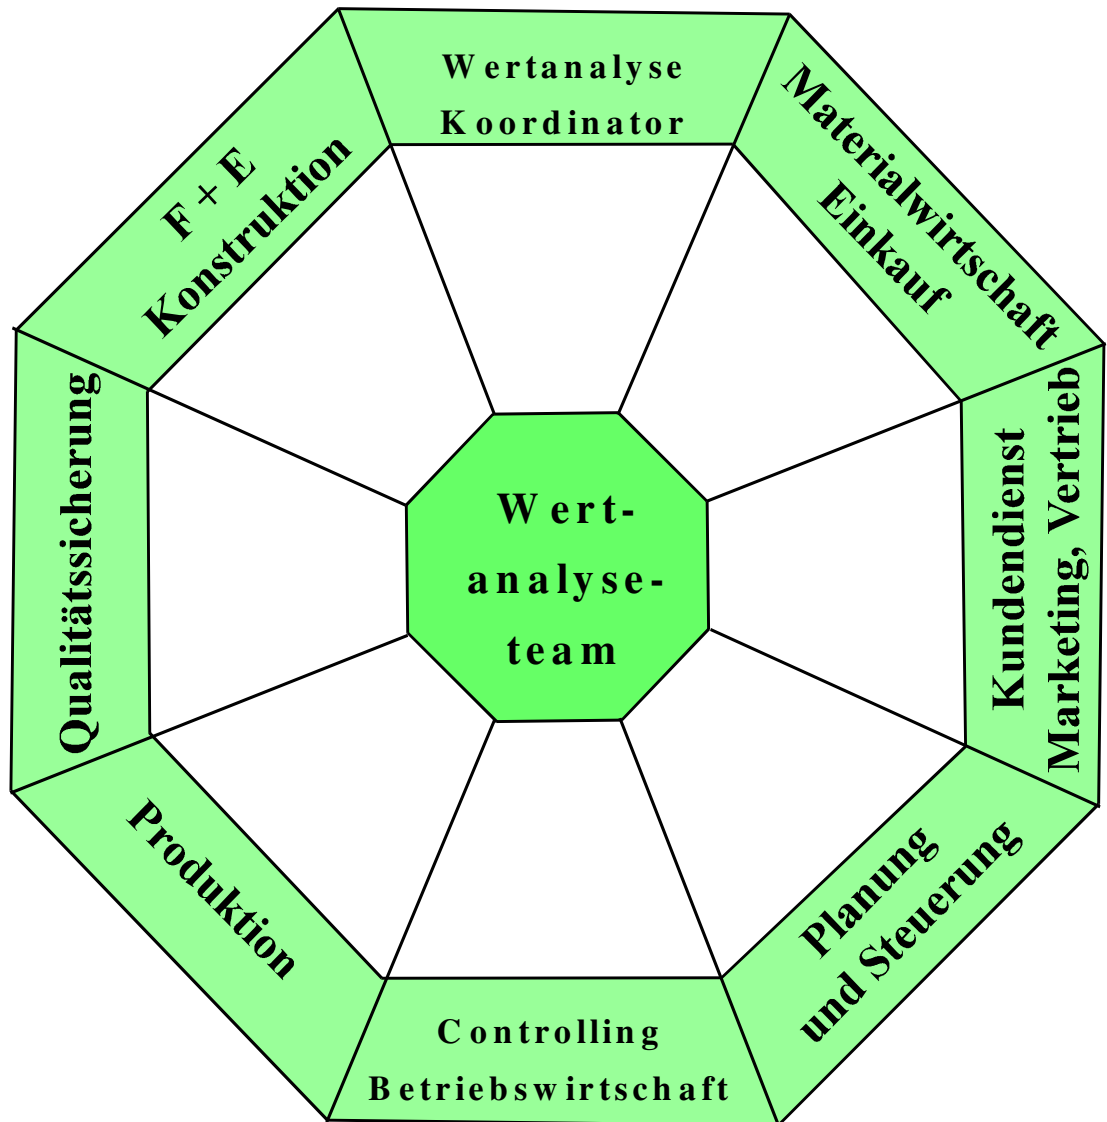 Wertanalyse
Koordinator
Materialwirtschaft
Einkauf
Kundendienst
Marketing, Vertrieb
Planung
und Steuerung
Controlling
Betriebswirtschaft
Produktion
Qualitätssicherung
F + E
Konstruktion
Wert-
analyse-
team